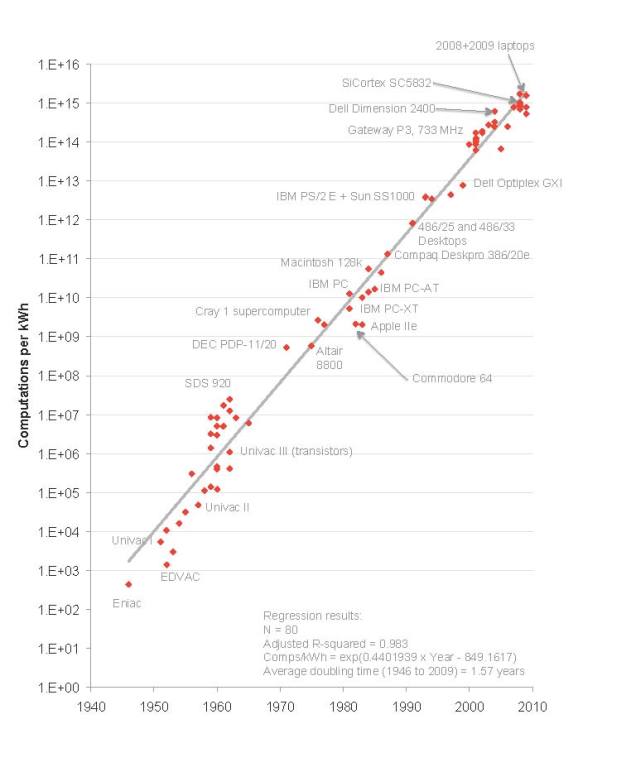 2008+2009 laptops
1.E+16
SiCortex SC5832
1.E+15
Dell Dimension 2400
Gateway P3, 733 MHz
1.E+14
1.E+13
Dell Optiplex GXI
IBM PS/2 E + Sun SS1000
1.E+12
486/25 and 486/33
Desktops
Compaq Deskpro 386/20e
1.E+11
Macintosh 128k
IBM PC
IBM PC-AT
1.E+10
Cray 1 supercomputer
IBM PC-XT
Apple IIe
1.E+09
DEC PDP-11/20
Altair
8800
1.E+08
Commodore 64
SDS 920
1.E+07
1.E+06
Univac III (transistors)
1.E+05
Univac II
1.E+04
Univac I
1.E+03
EDVAC
Eniac
1.E+02
1.E+01
1.E+00
Computations per kWh
Regression results:
N = 80
Adjusted R-squared = 0.983
Comps/kWh = exp(0.4401939 x Year - 849.1617)
Average doubling time (1946 to 2009) = 1.57 years
1940 1950 1960 1970 1980 1990 2000 2010